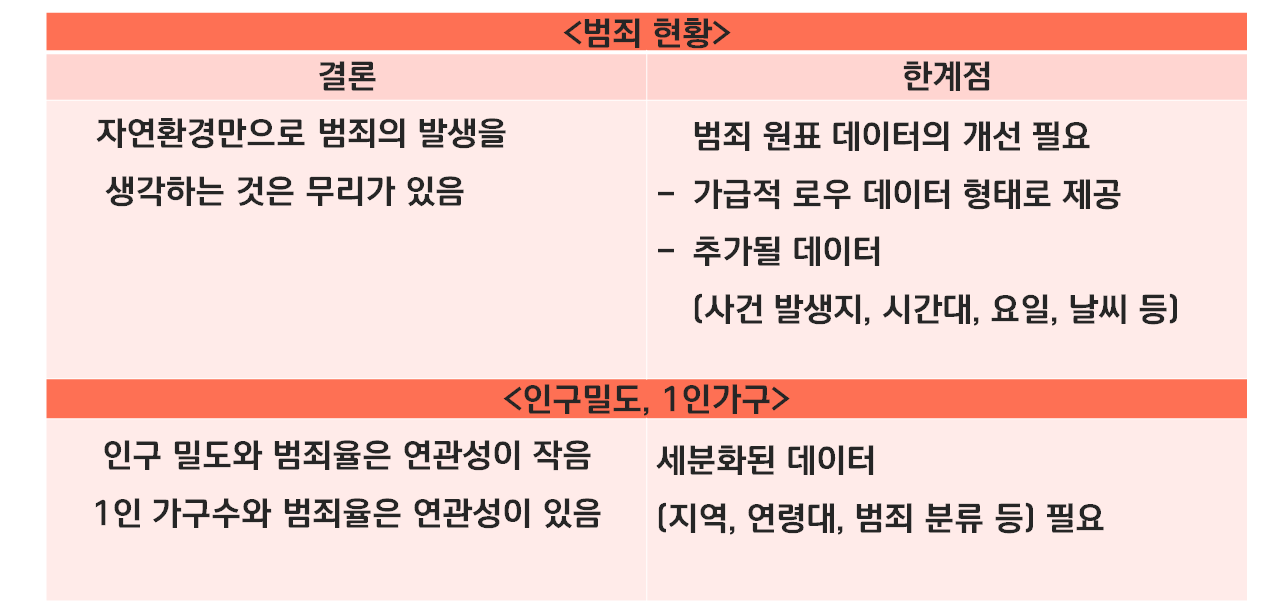 <범죄 현황>
결론
한계점
자연환경만으로 범죄의 발생을
생각하는 것은 무리가 있음
범죄 원표 데이터의 개선 필요
- 가급적 로우 데이터 형태로 제공
- 추가될 데이터
(사건 발생지, 시간대, 요일, 날씨 등)
<인구밀도, 1인가구>
인구 밀도와 범죄율은 연관성이 작음
1인 가구수와 범죄율은 연관성이 있음
세분화된 데이터
(지역, 연령대, 범죄 분류 등) 필요